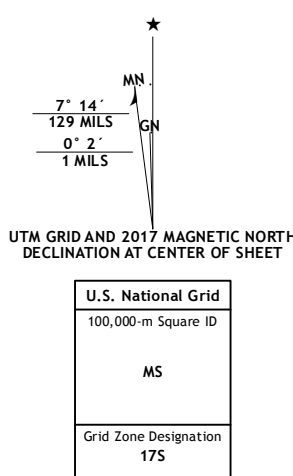 ★
MN
GN
7° 14´
129 MILS
0° 2´
1 MILS
UTM GRID AND 2017 MAGNETIC NORTH
DECLINATION AT CENTER OF SHEET
U.S. National Grid
100,000-m Square ID
MS
Grid Zone Designation
17S